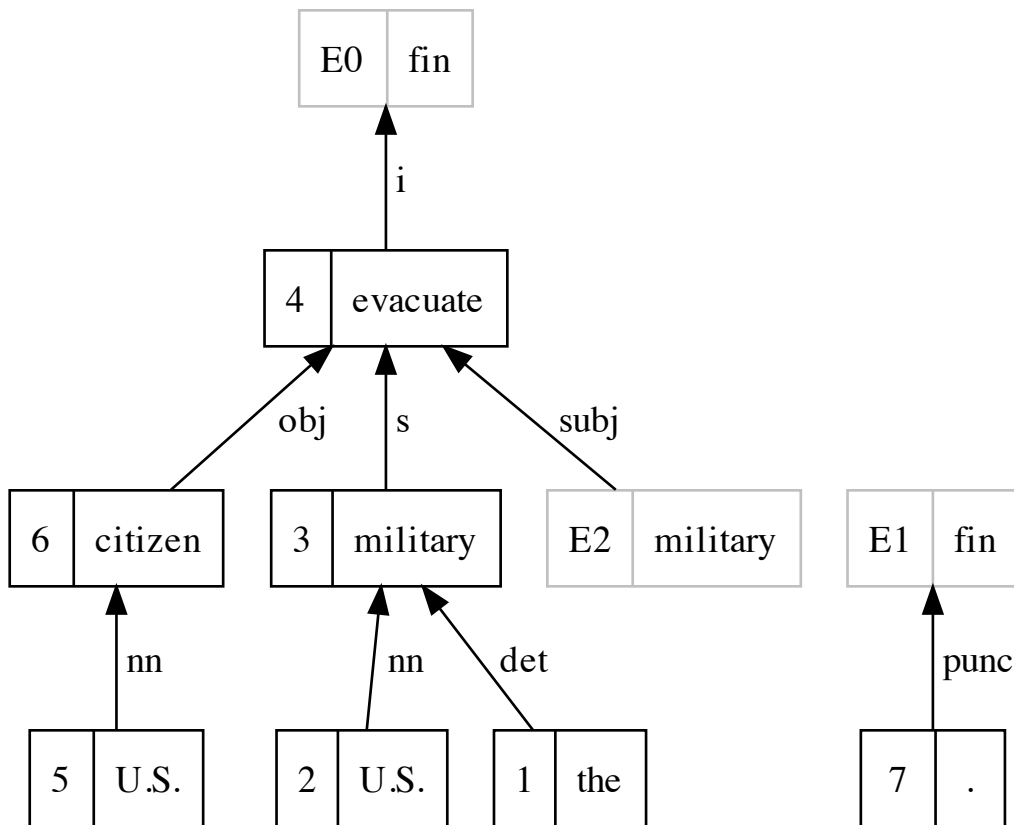 E0 fin
i
4 evacuate
obj s subj
6 citizen 3 military E2 military E1 fin
nn nn det punc
5 U.S. 2 U.S. 1 the 7 .